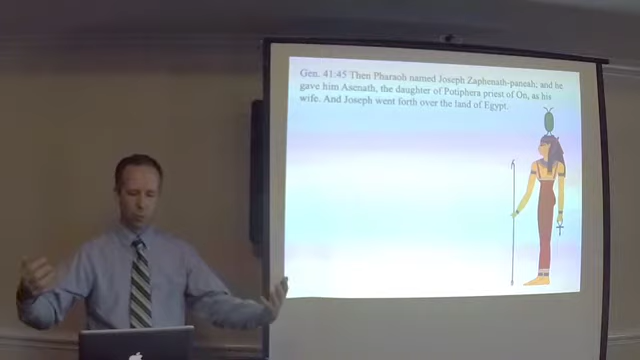 Gen. 41:45 Then Pharaoh named Joseph Zaphenath-paneah; and he
gave him Asenath, the daughter of Potiphera priest of On, as his
wife. And Joseph went forth over the land of Egypt.